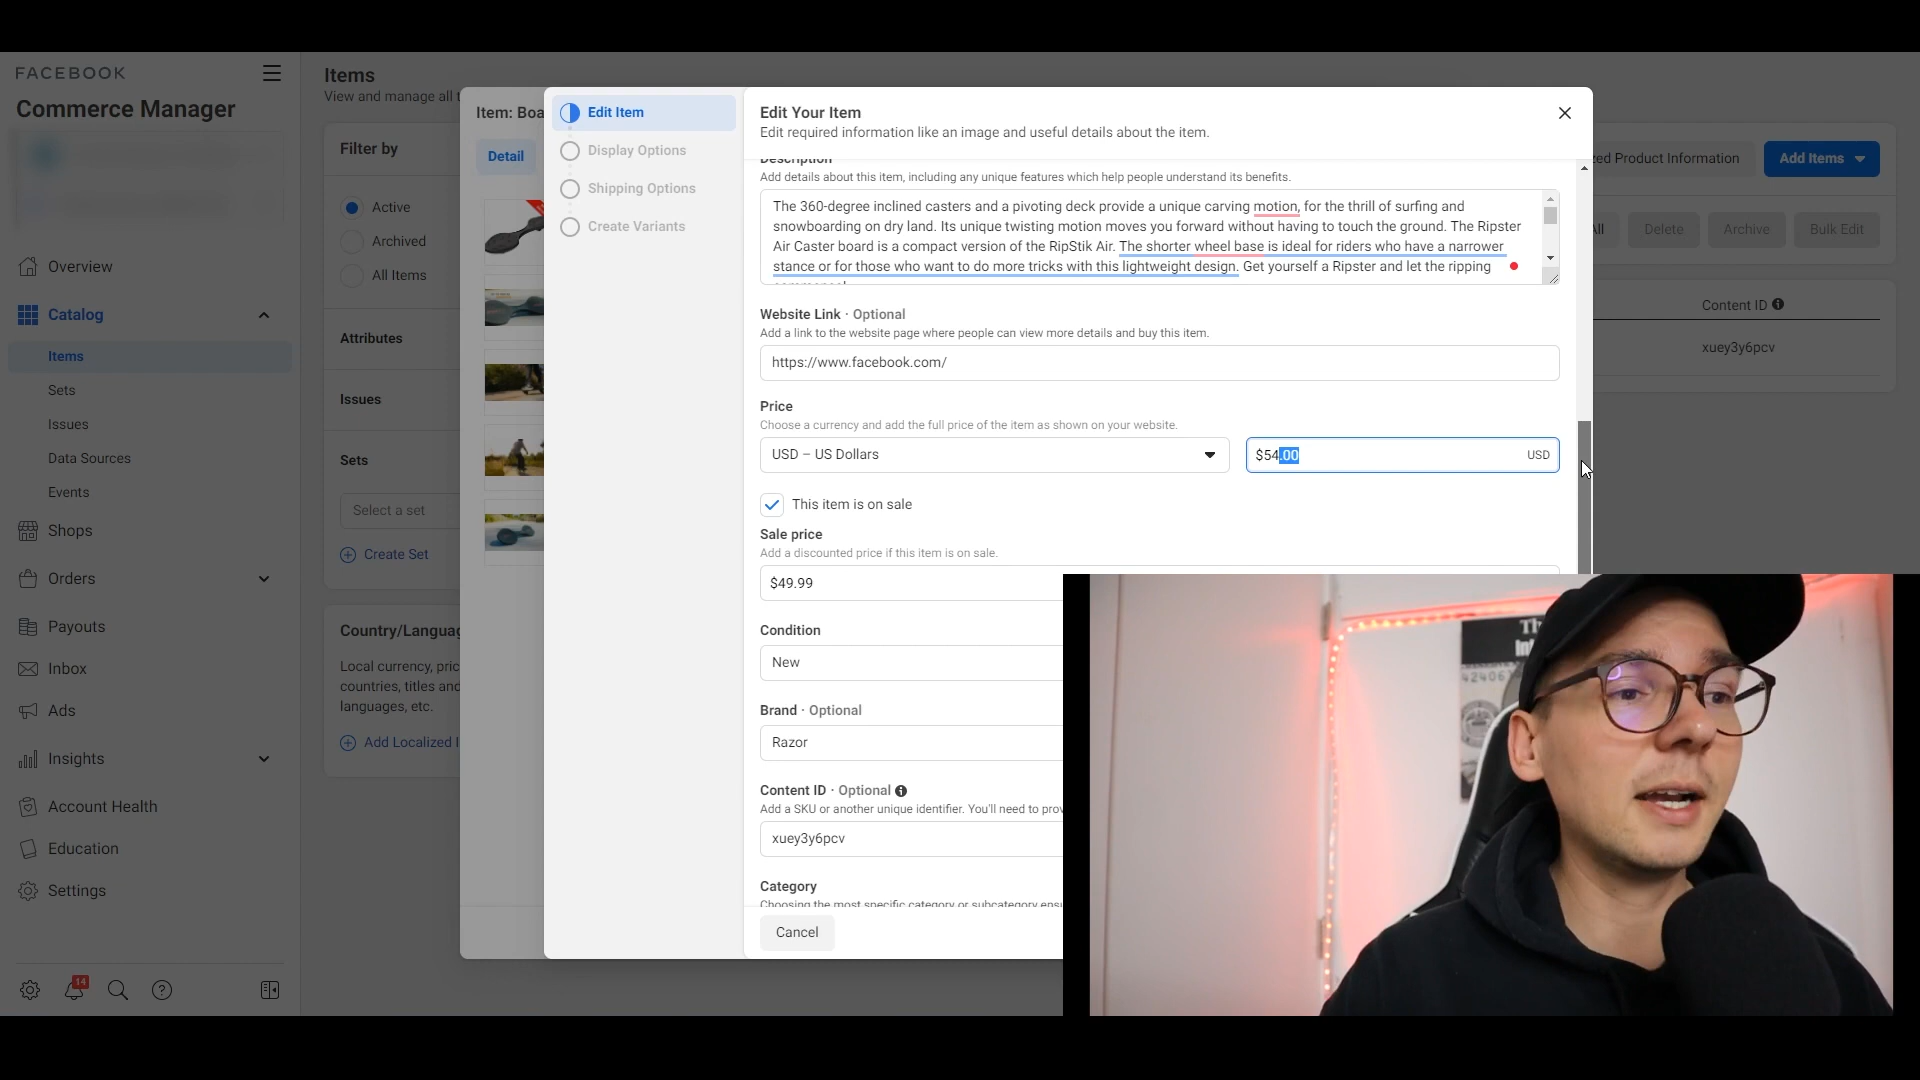 FACEBOOK
Commerce Manager
Overview
Catalog
Items
Sets
Issues
Data Sources
Events
Shops
Orders
Payouts
Inbox
Ads
Insights
Account Health
Education
Settings
14
Items
View and manage all
Filter by
Active
Archived
All Items
Attributes
Issues
Sets
Select a set
Create Set
Local currency,
countries, titles and
languages, etc.
Add Localized
Item:
Detail
Edit Item
Display Options
Shipping Options
Create Variants
Edit Your Item
Edit required information like an image and useful details about the item.
Description
Add details about this item, including any unique features which help people understand its benefits.
The 360-degree inclined casters and a pivoting deck provide a unique carving motion, for the thrill of surfing and
snowboarding on dry land. Its unique twisting motion moves you forward without having to touch the ground. The Ripster
Air Caster board is a compact version of the RipStik Air. The shorter wheel base is ideal for riders who have a narrower
stance or for those who want to do more tricks with this lightweight design. Get yourself a Ripster and let the ripping
Website Link · Optional
Add a link to the website page where people can view more details and buy this item.
https://www.facebook.com/
Price
Choose a currency and add the full price of the item as shown on your website.
USD – US Dollars
$54.00
USD
This item is on sale
Sale price
Add a discounted price if this item is on sale.
$49.99
Condition
New
Brand · Optional
Razor
Content ID · Optional
Add a SKU or another unique identifier. You'll need to
xuey3y6pcv
Category
Choosing the most specific category or subcategory
Cancel
Product Information
Add Items
Delete
Archive
Bulk Edit
Content ID
xuey3y6pcv